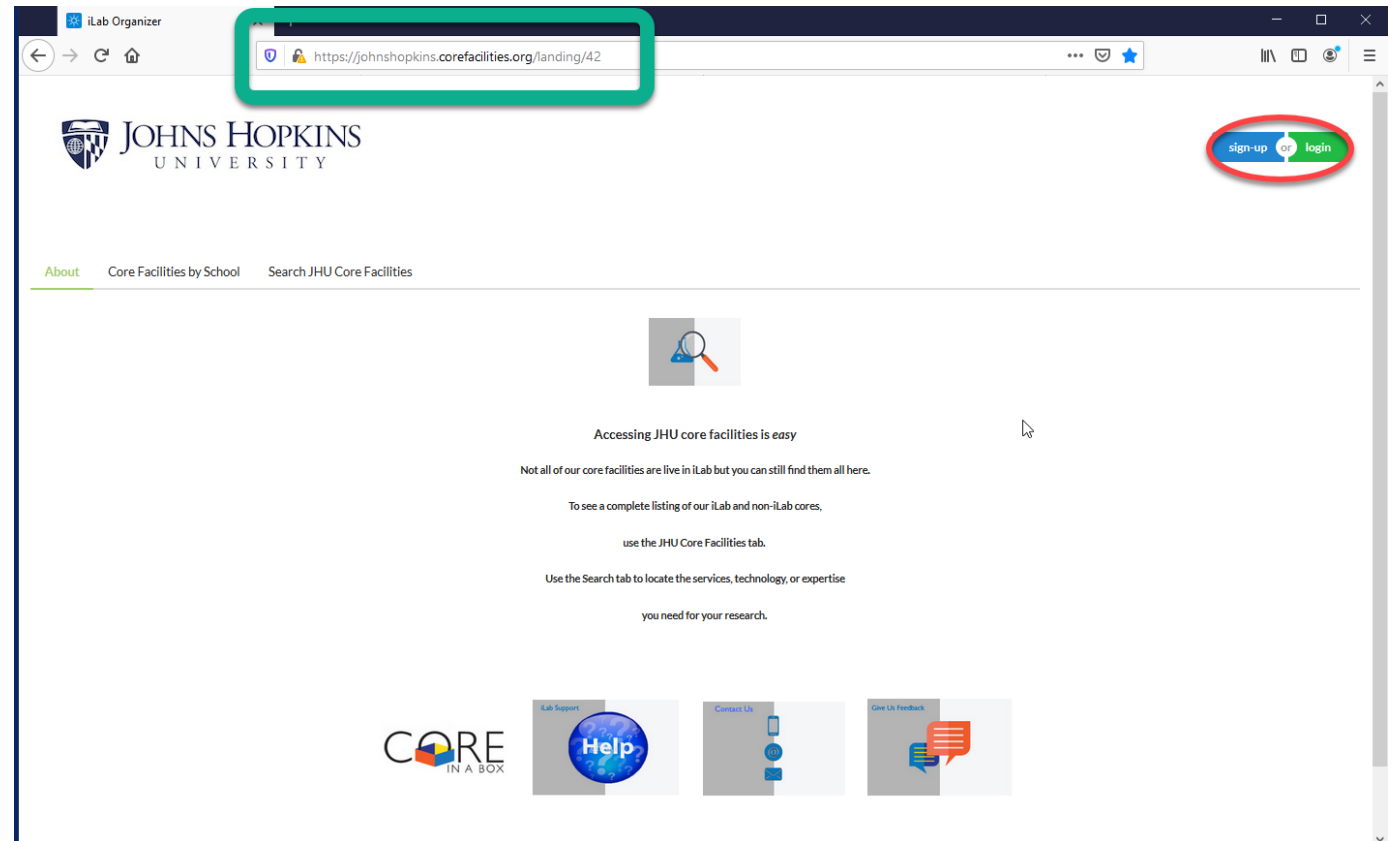 iLab Organizer
https://johnshopkins.corefacilities.org/landing/42
JOHNS HOPKINS
UNIVERSITY
sign-up or login
About Core Facilities by School Search JHU Core Facilities
Accessing JHU core facilities is easy
Not all of our core facilities are live in iLab but you can still find them all here.
To see a complete listing of our iLab and non-iLab cores,
use the JHU Core Facilities tab.
Use the Search tab to locate the services, technology, or expertise
you need for your research.
CORE
IN A BOX
iLab Support
Help
Contact Us
@
Give Us Feedback